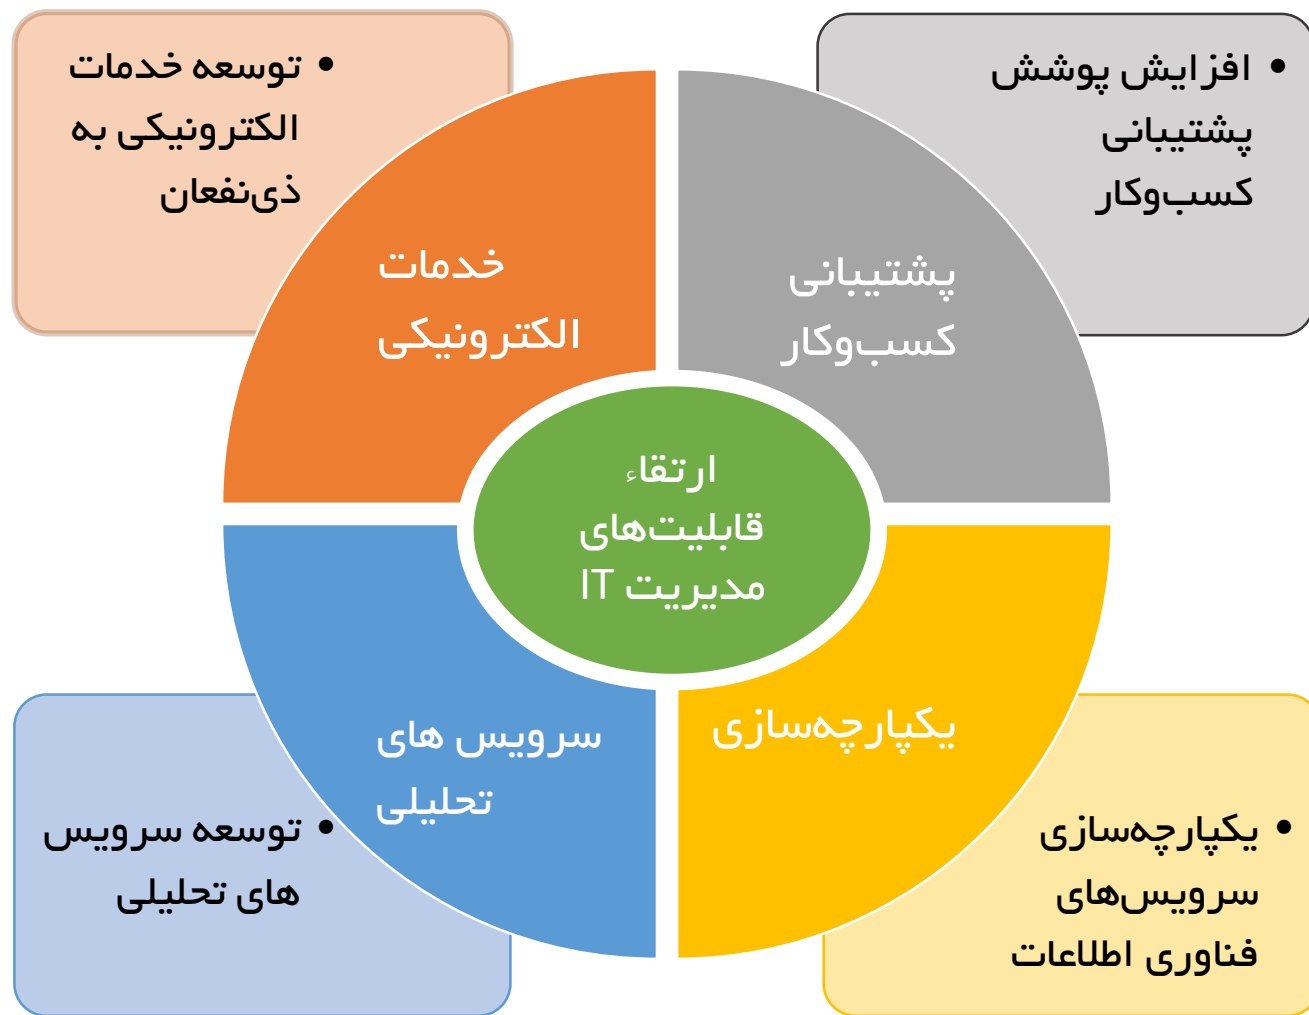 • افزایش پوشش
پشتیبانی
کسب‌وکار
• توسعه خدمات
الکترونیکی به
ذی‌نفعان
پشتیبانی
کسب‌وکار
خدمات
الکترونیکی
ارتقاء
قابلیت‌های
مدیریت IT
یکپارچه‌سازی
سرویس های
تحلیلی
• یکپارچه‌سازی
سرویس‌های
فناوری اطلاعات
• توسعه سرویس
های تحلیلی